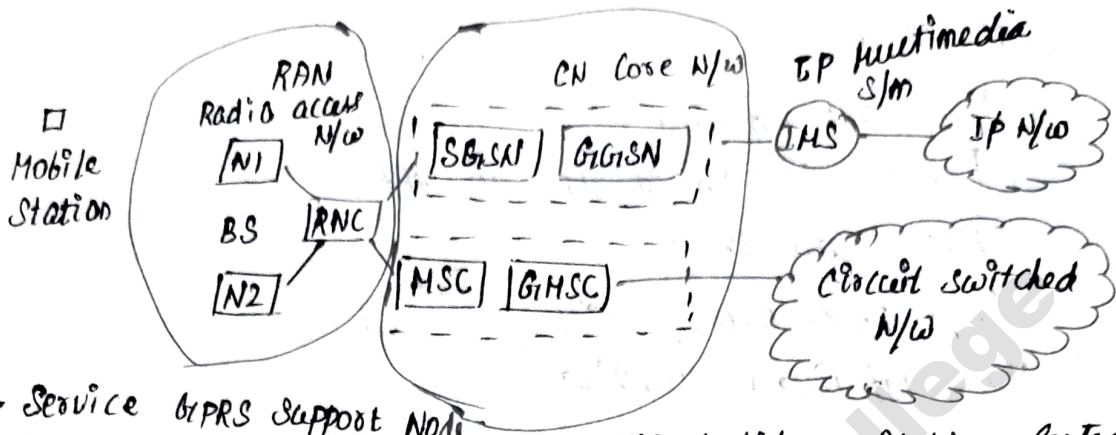 RAN
Radio access
N/w
CN Core N/w
IP Multimedia
S/m
Mobile
Station
N1
BS
N2
RNC
SGSN
GGSN
IMS
IP N/w
MSC
GMSC
Circuit switched
N/w
Service GPRS Support Node